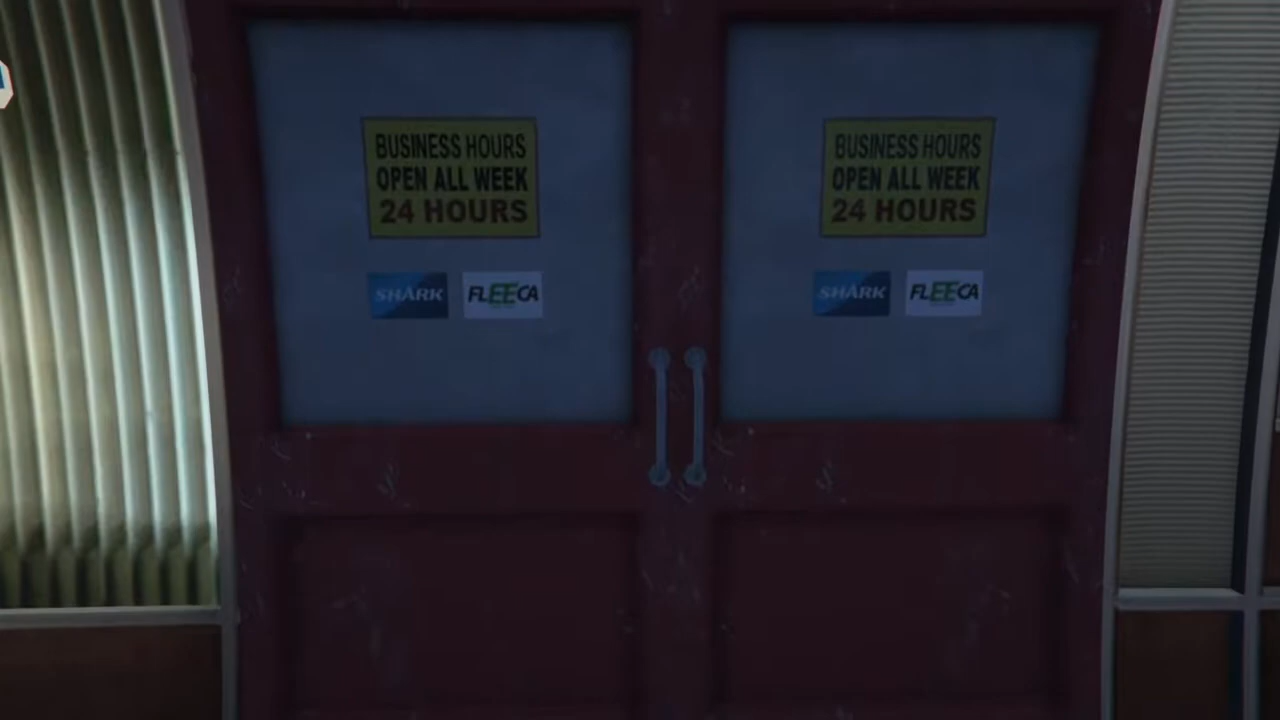 BUSINESS HOURS
OPEN ALL WEEK
24 HOURS
SHARK
FLEECA
BUSINESS HOURS
OPEN ALL WEEK
24 HOURS
SHARK
FLEECA